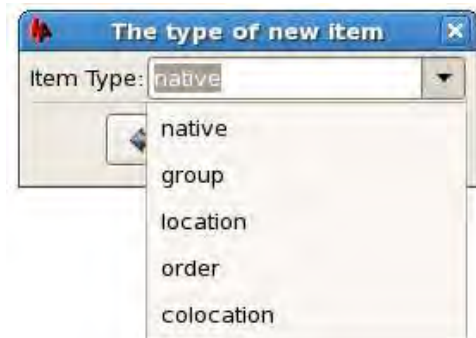 The type of new item
Item Type: native
native
group
location
order
colocation